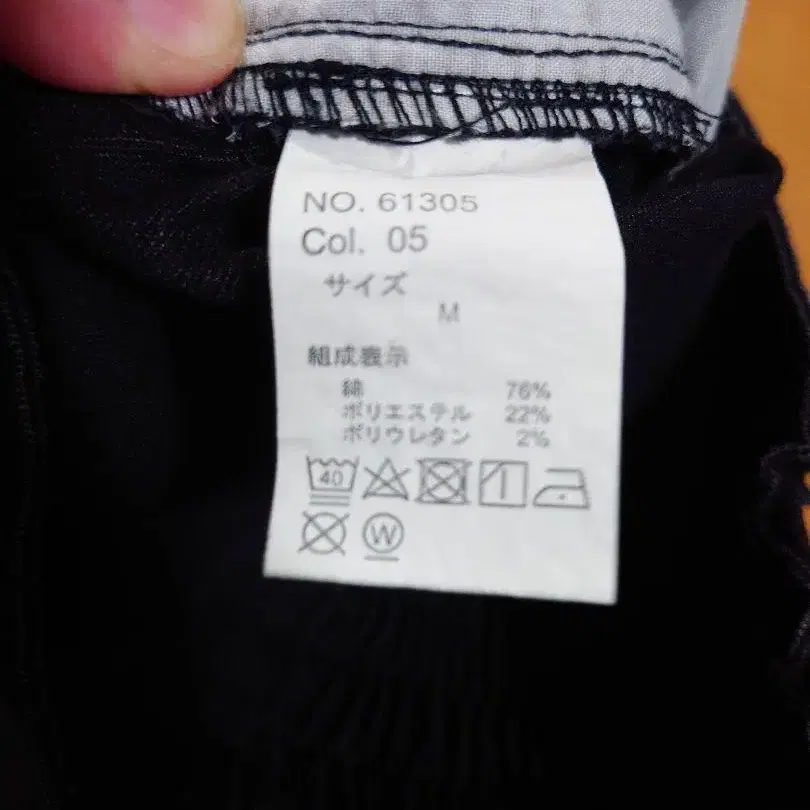 NO. 61305
Col. 05
サイズ
M
組成表示
綿 76%
ポリエステル 22%
ポリウレタン 2%
40
W